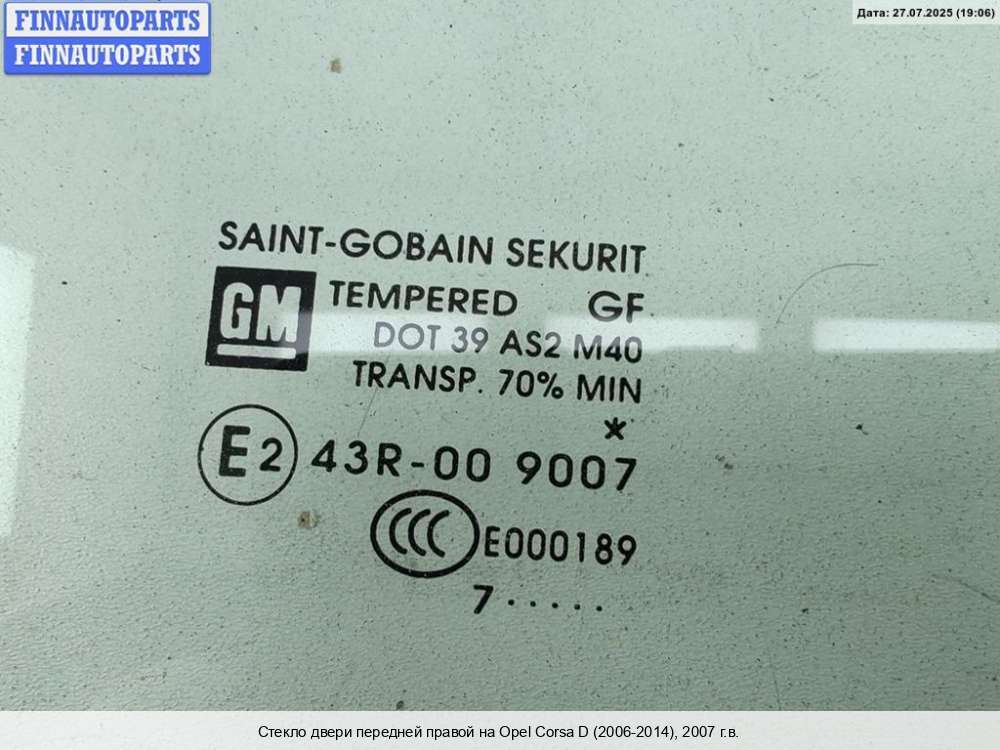 FINNAUTOPARTS
FINNAUTOPARTS
Дата: 27.07.2025 (19:06)
SAINT-GOBAIN SEKURIT
GM
TEMPERED GF
DOT 39 AS2 M40
TRANSP. 70% MIN
*
E2 43R-00 9007
CCC E000189
7 · · · · ·
Стекло двери передней правой на Opel Corsa D (2006-2014), 2007 г.в.